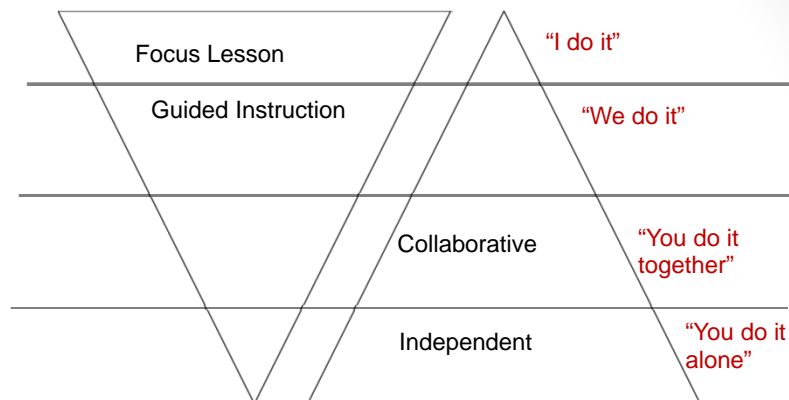 Focus Lesson
“I do it”
Guided Instruction
“We do it”
Collaborative
“You do it
together”
Independent
“You do it
alone”